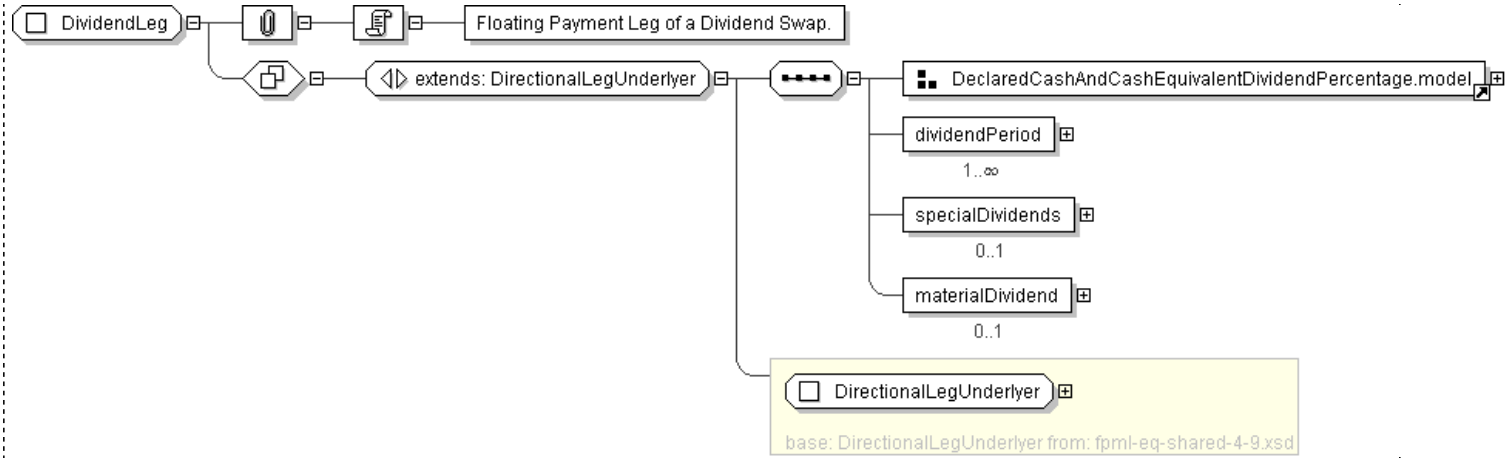 DividendLeg
Floating Payment Leg of a Dividend Swap.
extends: DirectionalLegUnderlyer
DeclaredCashAndCashEquivalentDividendPercentage.model
dividendPeriod
1..∞
specialDividends
0..1
materialDividend
0..1
DirectionalLegUnderlyer
base: DirectionalLegUnderlyer from: fpml-eq-shared-4-9.xsd